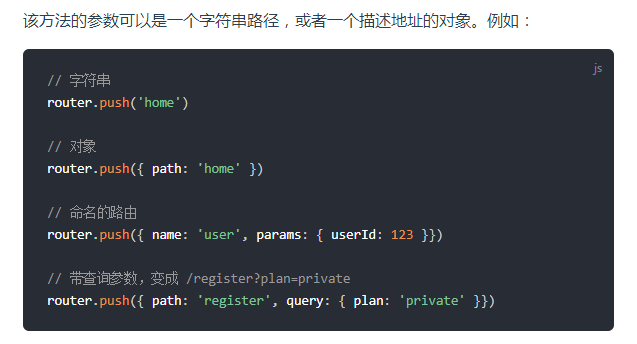 该方法的参数可以是一个字符串路径，或者一个描述地址的对象。例如：
js
// 字符串
router.push('home')
// 对象
router.push({ path: 'home' })
// 命名的路由
router.push({ name: 'user', params: { userId: 123 }})
// 带查询参数，变成 /register?plan=private
router.push({ path: 'register', query: { plan: 'private' }})